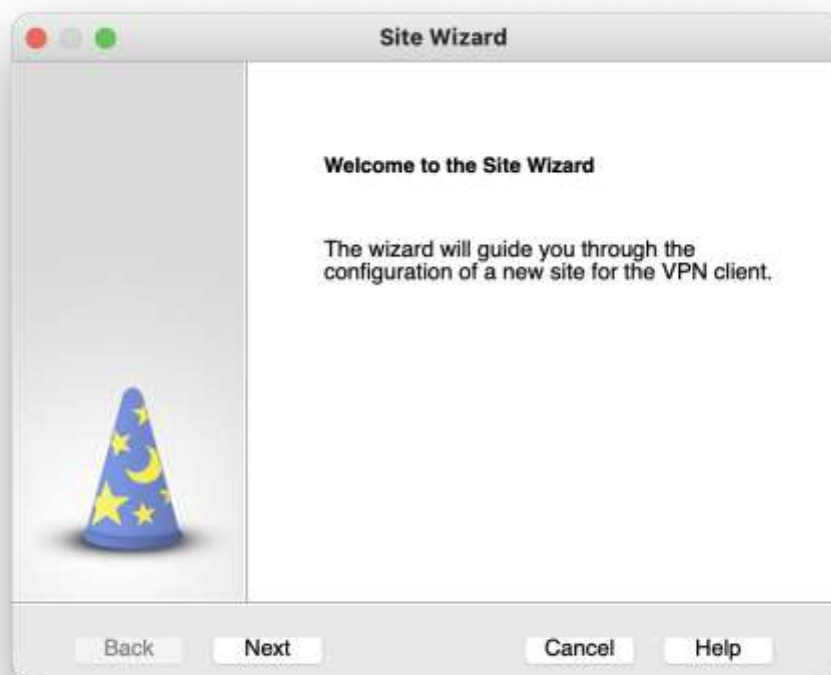 Site Wizard
Welcome to the Site Wizard
The wizard will guide you through the
configuration of a new site for the VPN client.
Back Next Cancel Help